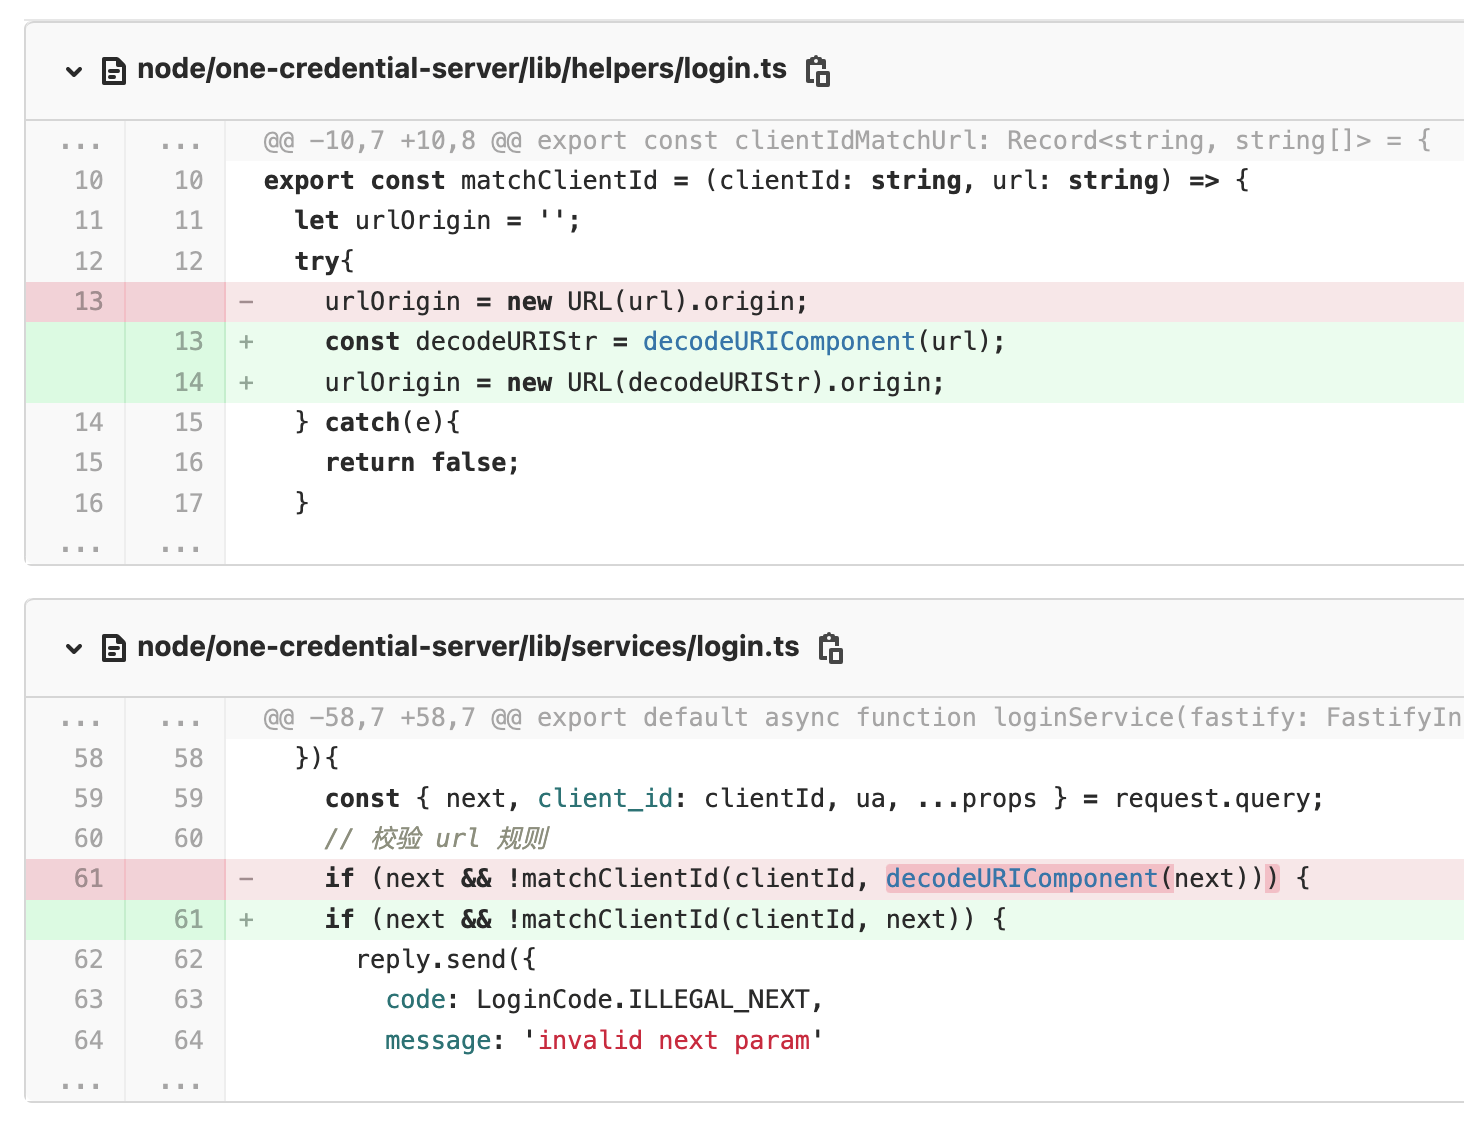 node/one-credential-server/lib/helpers/login.ts
... ... @@ -10,7 +10,8 @@ export const clientIdMatchUrl: Record<string, string[]> = {
10 10 export const matchClientId = (clientId: string, url: string) => {
11 11 let urlOrigin = '';
12 12 try{
13 - urlOrigin = new URL(url).origin;
13 + const decodeURIStr = decodeURIComponent(url);
14 + urlOrigin = new URL(decodeURIStr).origin;
14 15 } catch(e){
15 16 return false;
16 17 }
... ...
node/one-credential-server/lib/services/login.ts
... ... @@ -58,7 +58,7 @@ export default async function loginService(fastify: FastifyIn
58 58 }){
59 59 const { next, client_id: clientId, ua, ...props } = request.query;
60 60 // 校验 url 规则
61 - if (next && !matchClientId(clientId, decodeURIComponent(next))) {
61 + if (next && !matchClientId(clientId, next)) {
62 62 reply.send({
63 63 code: LoginCode.ILLEGAL_NEXT,
64 64 message: 'invalid next param'
... ...